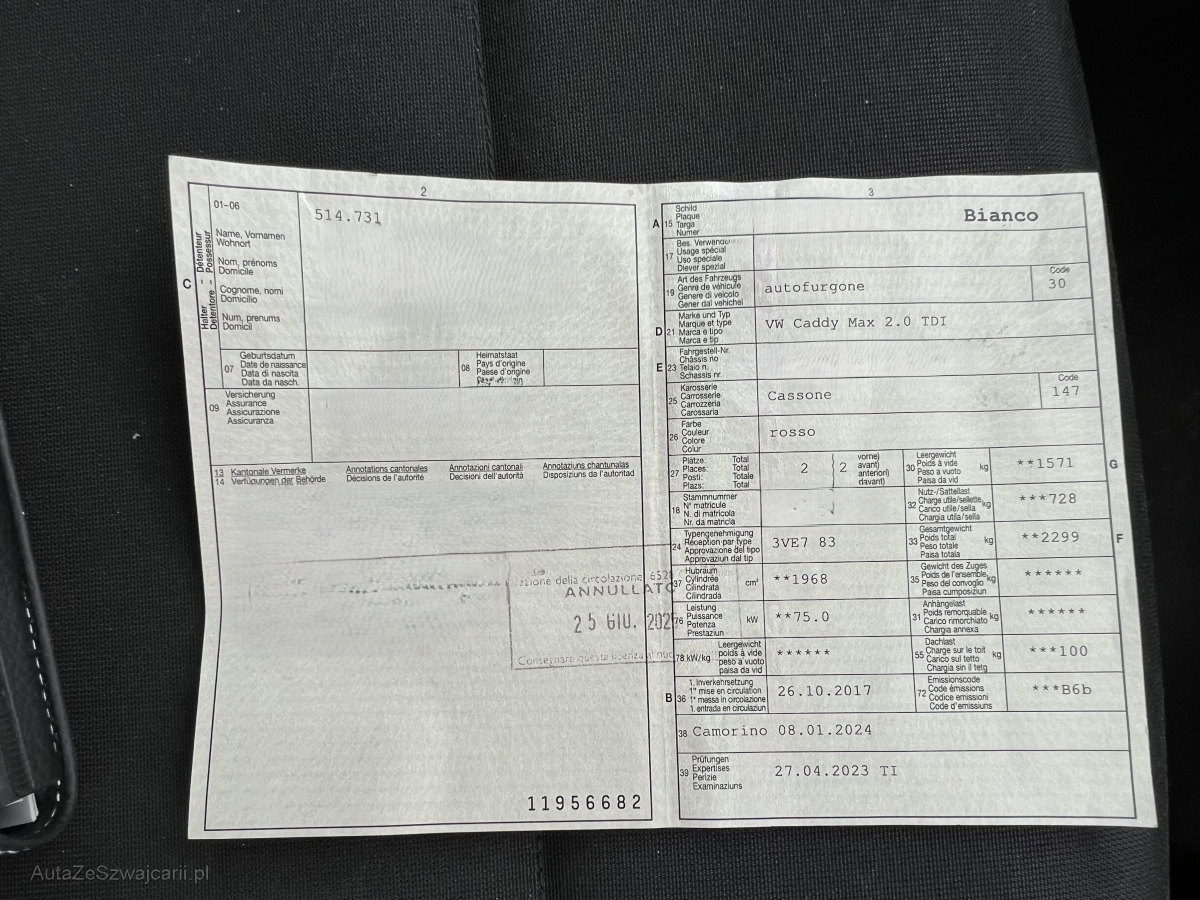 2
01-06
514.731
Name, Vornamen
Wohnort
Nom, prénoms
Domicile
Cognome, nomi
Domicilio
Num, prenums
Domicil
C
Halter - Détenteur
Detentore - Possessur
07
Geburtsdatum
Date de naissance
Data di nascita
Data da nasch.
08
Heimatstaat
Pays d'origine
Paese d'origine
09
Versicherung
Assurance
Assicurazione
Assicuranza
13 Kantonale Vermerke Annotations cantonales Annotazioni cantonali Annotaziuns chantunalas
14 Verfügungen der Behörde Décisions de l'autorité Decisioni dell'autorità Disposiziuns da l'autoritad
zione della circolazione
ANNULLATO
25 GIU. 202
Consegnare questa licenza
11956682
3
A 15
Schild
Plaque
Targa
Numer
Bianco
17
Bes. Verwendu
Usage spécial
Uso speciale
Diever spezial
19
Art des Fahrzeugs
Genre de véhicule
Genere di veicolo
Gener dal vehichel
autofurgone
Code
30
D 21
Marke und Typ
Marque et type
Marca e tipo
Marca e tip
VW Caddy Max 2.0 TDI
E 23
Fahrgestell-Nr.
Châssis no
Telaio n.
Schassis nr.
25
Karosserie
Carrosserie
Carrozzeria
Carossaria
Cassone
Code
147
26
Farbe
Couleur
Colore
Colur
rosso
27
Plätze: Total
Places: Total
Posti: Totale
Plazs: Total
2
2
vorne)
avant)
anteriori)
davant)
30
Leergewicht
Poids à vide
Peso a vuoto
Paisa da vid
kg
**1571
G
18
Stammnummer
N° matricule
N. di matricola
Nr. da matricla
32
Nutz-/Sattellast
Charge utile/sellette
Carico utile/sella
Chargia utila/sella
kg
***728
24
Typengenehmigung
Réception par type
Approvazione del tipo
Approvaziun dal tip
3VE7 83
33
Gesamtgewicht
Poids total
Peso totale
Paisa totala
kg
**2299
F
37
Hubraum
Cylindrée
Cilindrata
Cilindrada
cm³
**1968
35
Gewicht des Zuges
Poids de l'ensemble
Peso del convoglio
Paisa cumposiziun
kg
******
76
Leistung
Puissance
Potenza
Prestaziun
kW
**75.0
31
Anhängelast
Poids remorquable
Carico rimorchiato
Chargia annexa
kg
******
78 kW/kg
Leergewicht
poids à vide
peso a vuoto
paisa da vid
******
55
Dachlast
Charge sur le toit
Carico sul tetto
Chargia sin il tetg
kg
***100
B 36
1. Inverkehrsetzung
1re mise en circulation
1a messa in circolazione
1. entrada en circulaziun
26.10.2017
72
Emissionscode
Code émissions
Codice emissioni
Code d'emissiuns
***B6b
38 Camorino 08.01.2024
39
Prüfungen
Expertises
Perizie
Examinaziuns
27.04.2023 TI
AutaZeSzwajcarii.pl